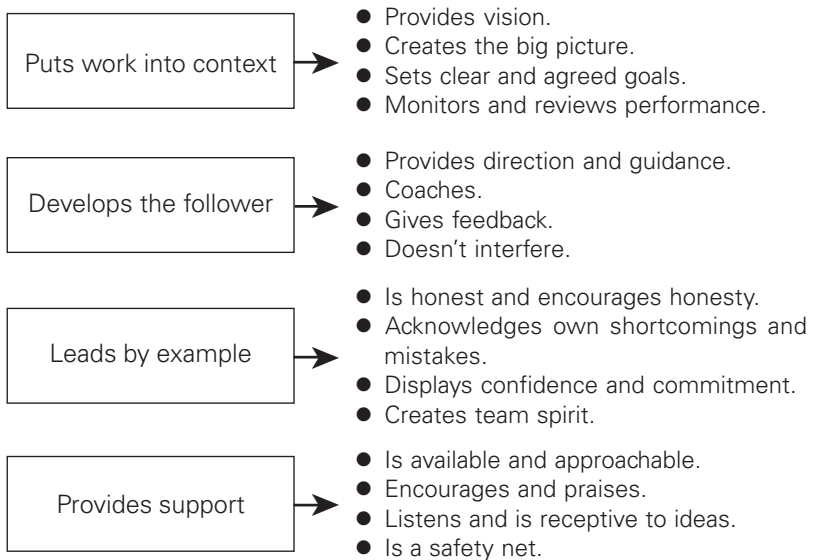 Puts work into context
● Provides vision.
● Creates the big picture.
● Sets clear and agreed goals.
● Monitors and reviews performance.
Develops the follower
● Provides direction and guidance.
● Coaches.
● Gives feedback.
● Doesn't interfere.
Leads by example
● Is honest and encourages honesty.
● Acknowledges own shortcomings and
mistakes.
● Displays confidence and commitment.
● Creates team spirit.
Provides support
● Is available and approachable.
● Encourages and praises.
● Listens and is receptive to ideas.
● Is a safety net.